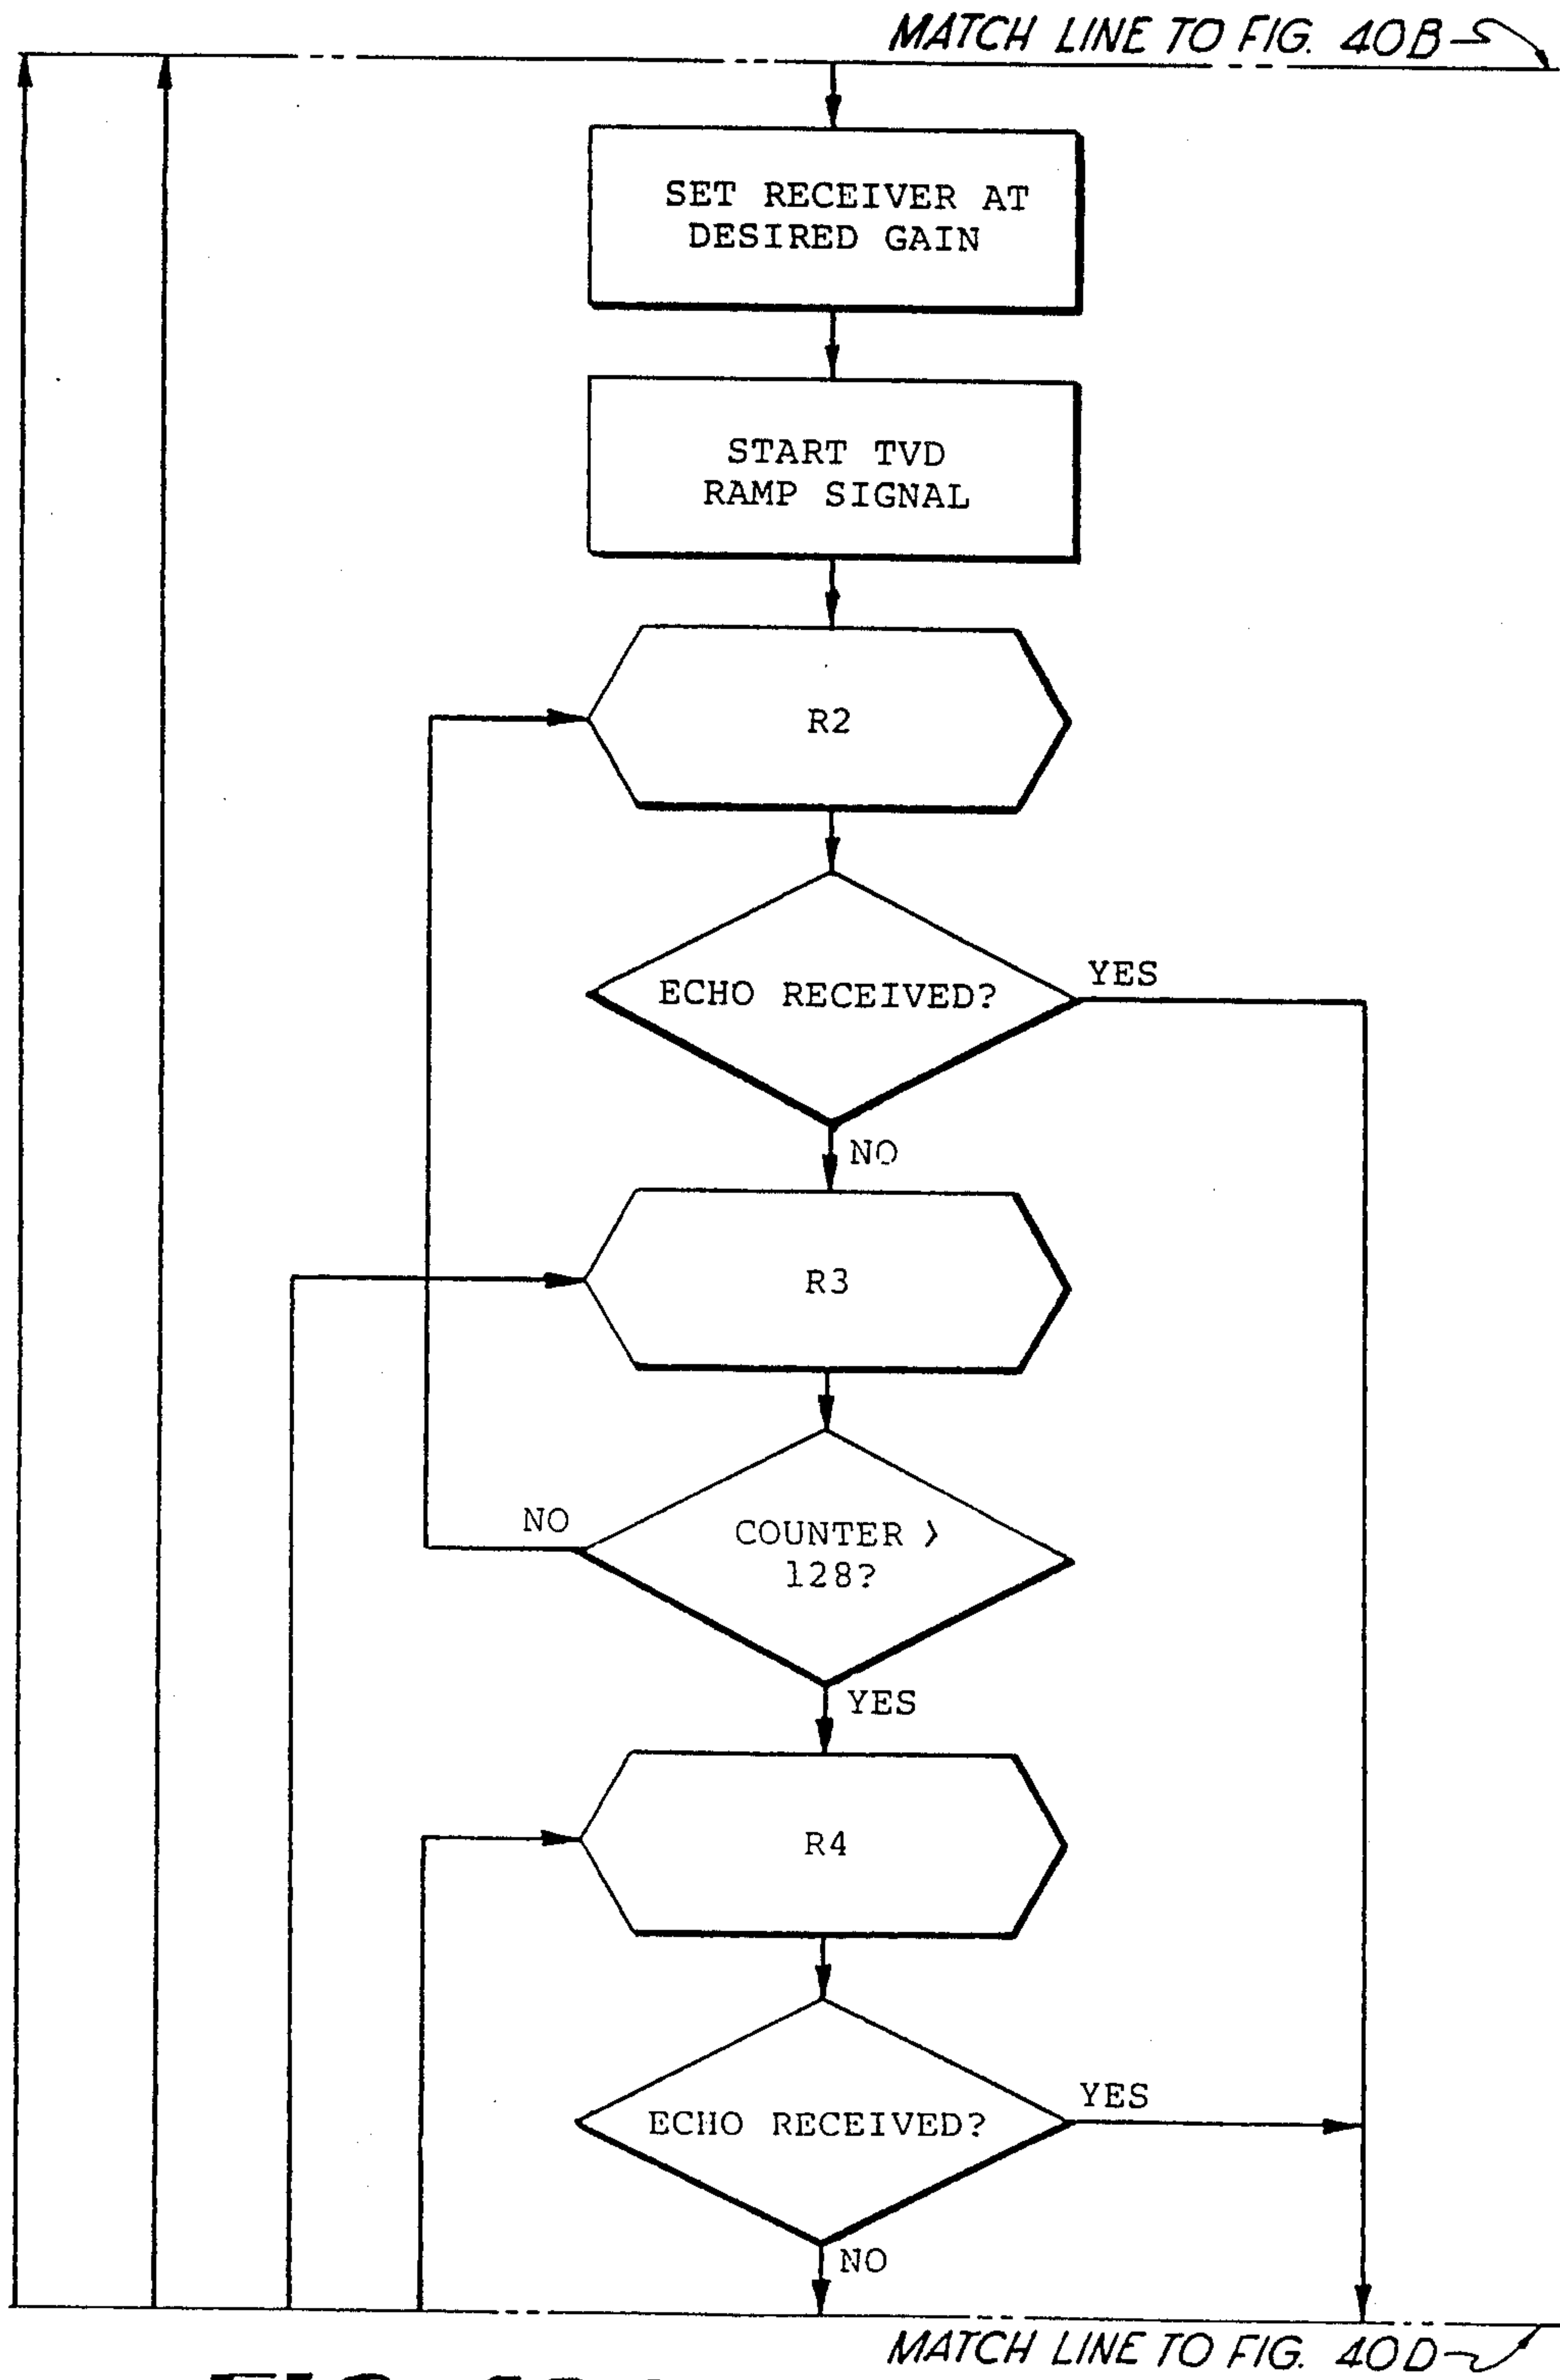 MATCH LINE TO FIG. 40B
SET RECEIVER AT
DESIRED GAIN
START TVD
RAMP SIGNAL
R2
ECHO RECEIVED?
YES
NO
R3
NO
COUNTER >
128?
YES
R4
ECHO RECEIVED?
YES
NO
MATCH LINE TO FIG. 40D